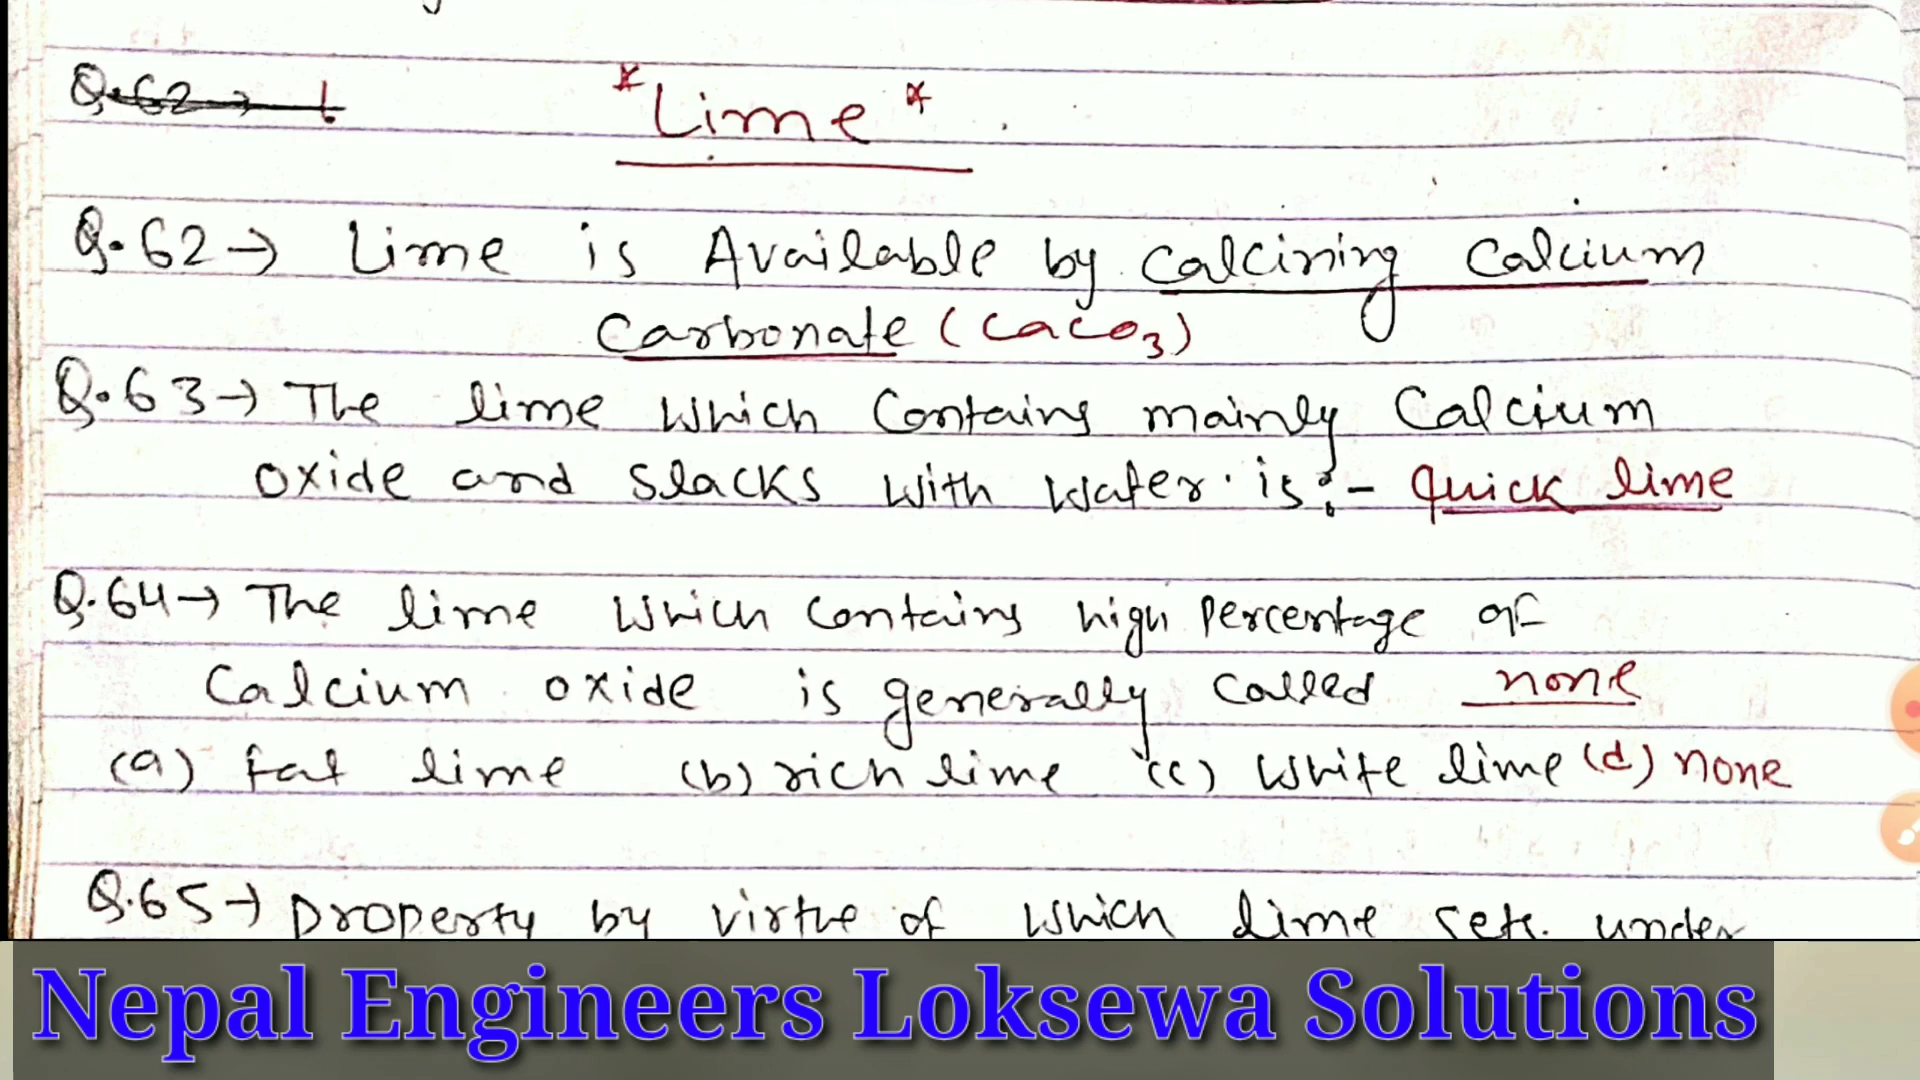 Q.62→
*Lime*
Q.62→ Lime is Available by calcining calcium
Carbonate (CaCO3)
Q.63→ The lime which Contains mainly Calcium
oxide and slacks with water is:- quick lime
Q.64→ The lime which contains high percentage of
Calcium oxide is generally called none
(a) fat lime (b) rich lime (c) white lime (d) none
Q.65→ property by virtue of which lime sets under
Nepal Engineers Loksewa Solutions